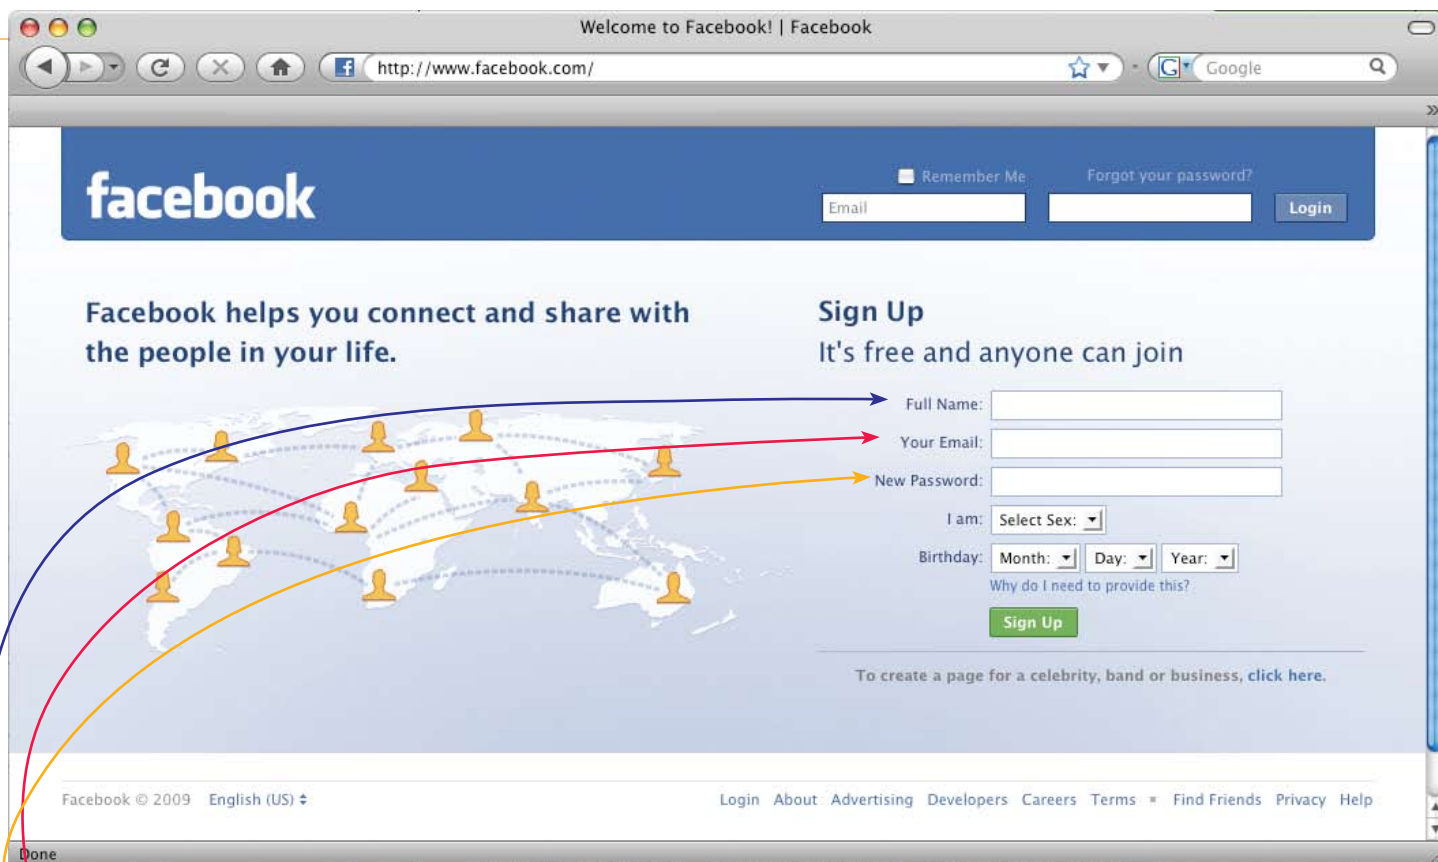 Welcome to Facebook! | Facebook
http://www.facebook.com/
Google
facebook
Remember Me
Forgot your password?
Email
Login
Facebook helps you connect and share with
the people in your life.
Sign Up
It's free and anyone can join
Full Name:
Your Email:
New Password:
I am: Select Sex:
Birthday: Month: Day: Year:
Why do I need to provide this?
Sign Up
To create a page for a celebrity, band or business, click here.
Facebook © 2009 English (US)
Login About Advertising Developers Careers Terms Find Friends Privacy Help
Done